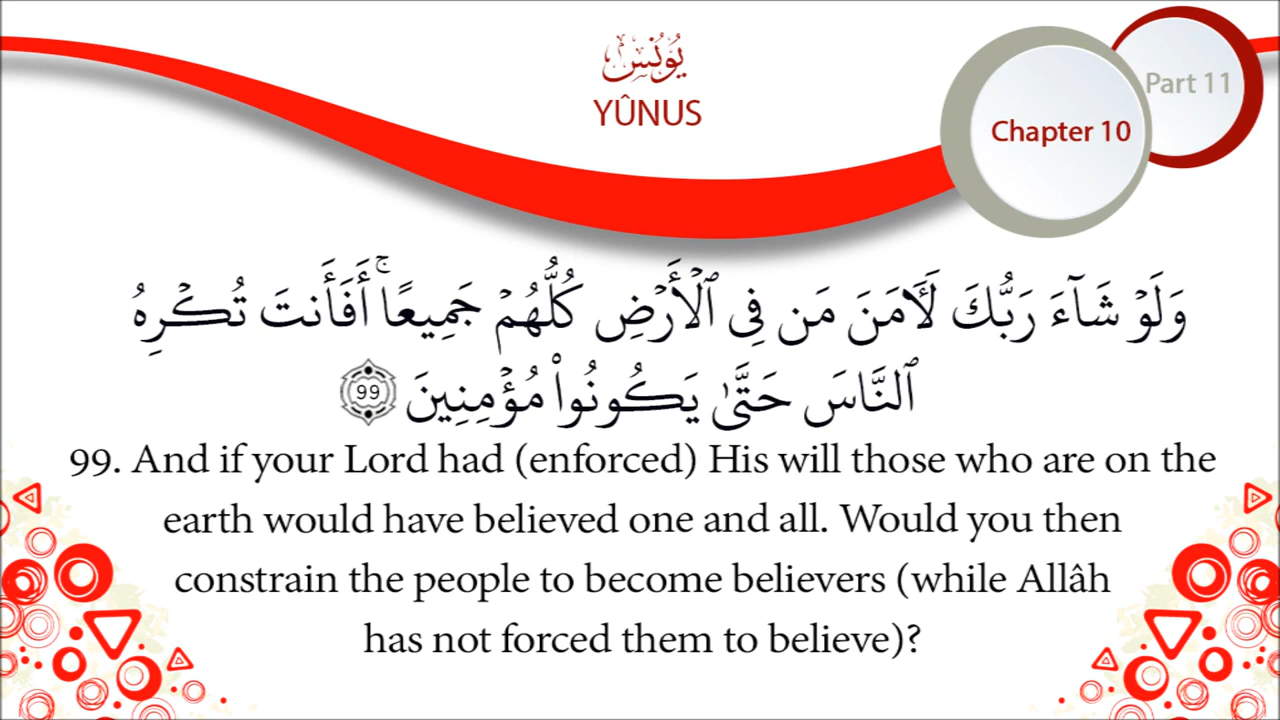 يُونُس
YÛNUS
Part 11
Chapter 10
وَلَوْ شَآءَ رَبُّكَ لَـَٔامَنَ مَن فِى ٱلْأَرْضِ كُلُّهُمْ جَمِيعًا ۚ أَفَأَنتَ تُكْرِهُ
ٱلنَّاسَ حَتَّىٰ يَكُونُوا۟ مُؤْمِنِينَ 99
99. And if your Lord had (enforced) His will those who are on the
earth would have believed one and all. Would you then
constrain the people to become believers (while Allâh
has not forced them to believe)?